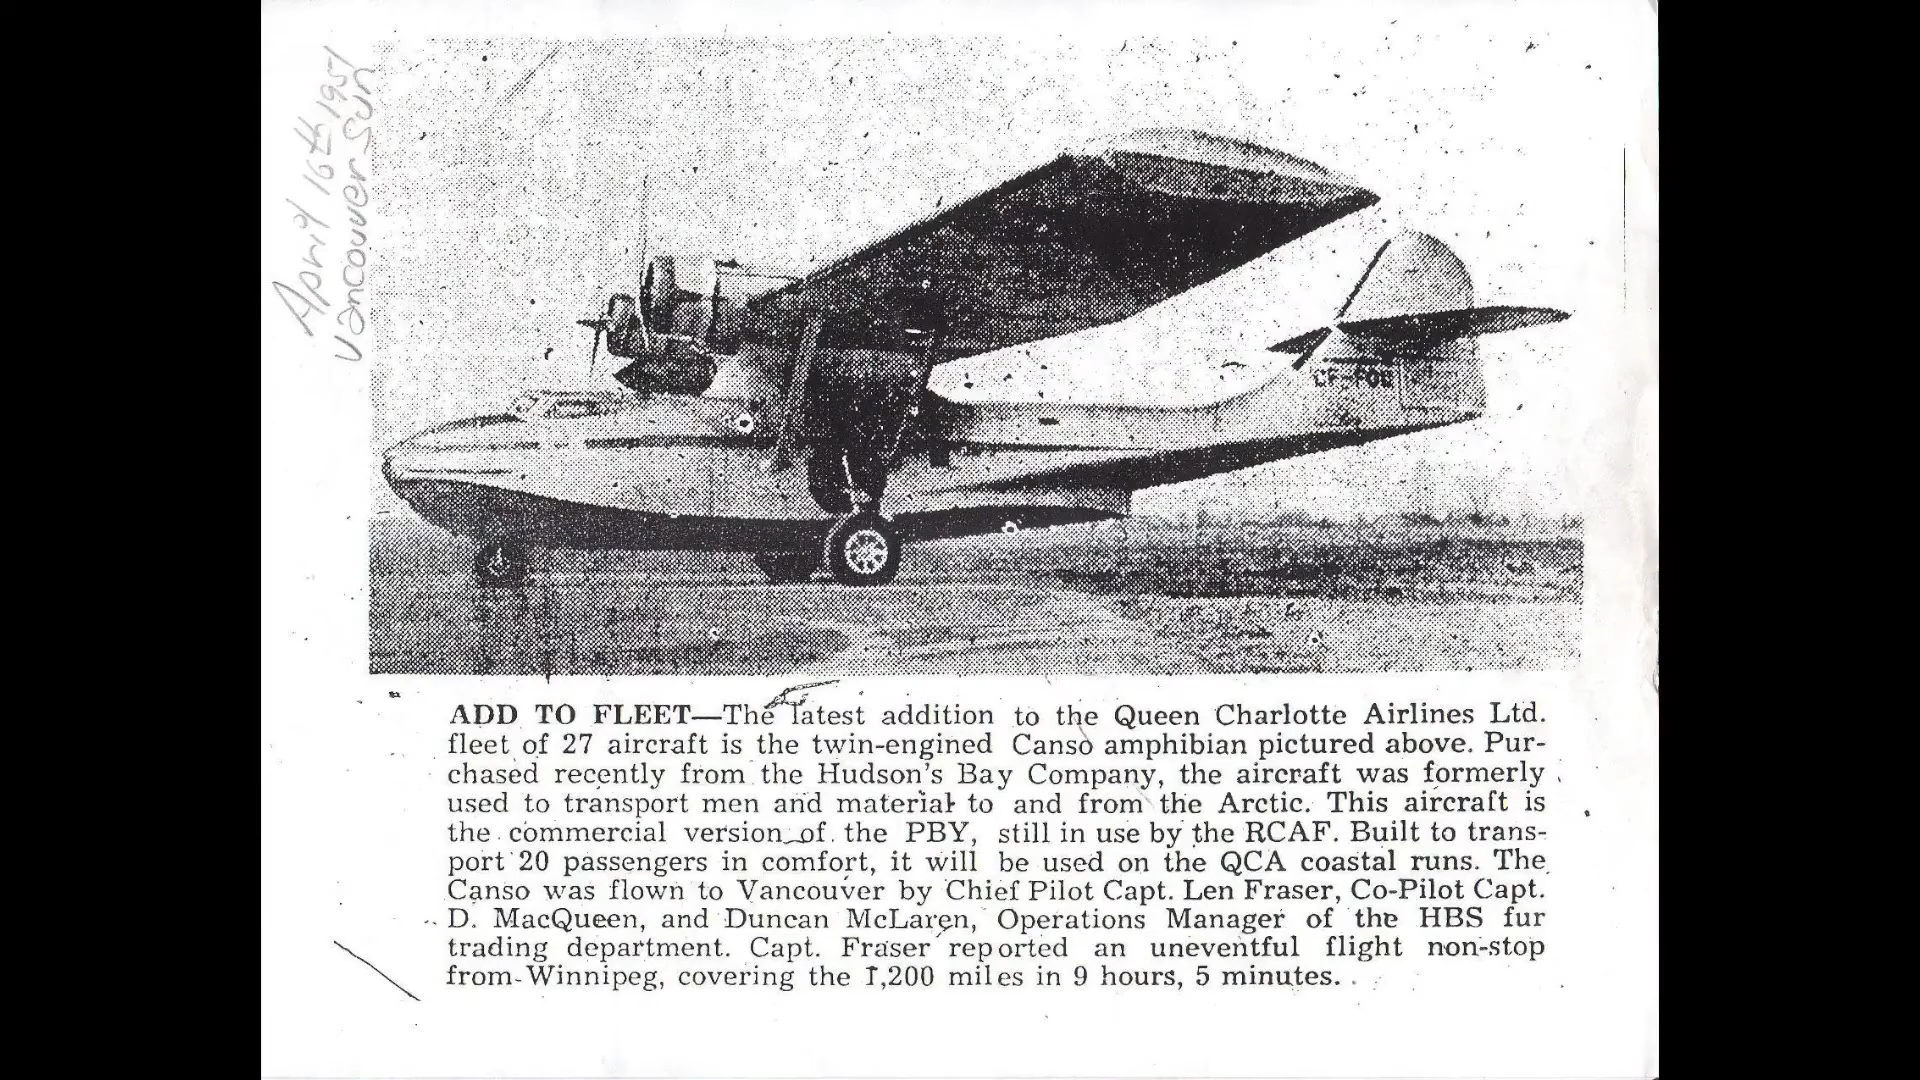 April 16th 1951
Vancouver Sun
CF-FOQ
ADD TO FLEET—The latest addition to the Queen Charlotte Airlines Ltd.
fleet of 27 aircraft is the twin-engined Canso amphibian pictured above. Pur-
chased recently from the Hudson's Bay Company, the aircraft was formerly
used to transport men and material to and from the Arctic. This aircraft is
the commercial version of the PBY, still in use by the RCAF. Built to trans-
port 20 passengers in comfort, it will be used on the QCA coastal runs. The
Canso was flown to Vancouver by Chief Pilot Capt. Len Fraser, Co-Pilot Capt.
D. MacQueen, and Duncan McLaren, Operations Manager of the HBS fur
trading department. Capt. Fraser reported an uneventful flight non-stop
from Winnipeg, covering the 1,200 miles in 9 hours, 5 minutes.